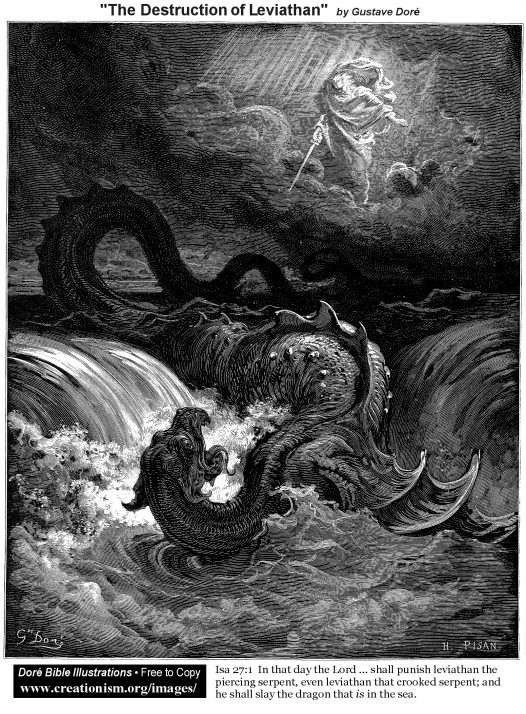 "The Destruction of Leviathan" by Gustave Doré
Gve Doré
H. PISAN.
Doré Bible Illustrations • Free to Copy
www.creationism.org/images/
Isa 27:1 In that day the Lord ... shall punish leviathan the
piercing serpent, even leviathan that crooked serpent; and
he shall slay the dragon that is in the sea.